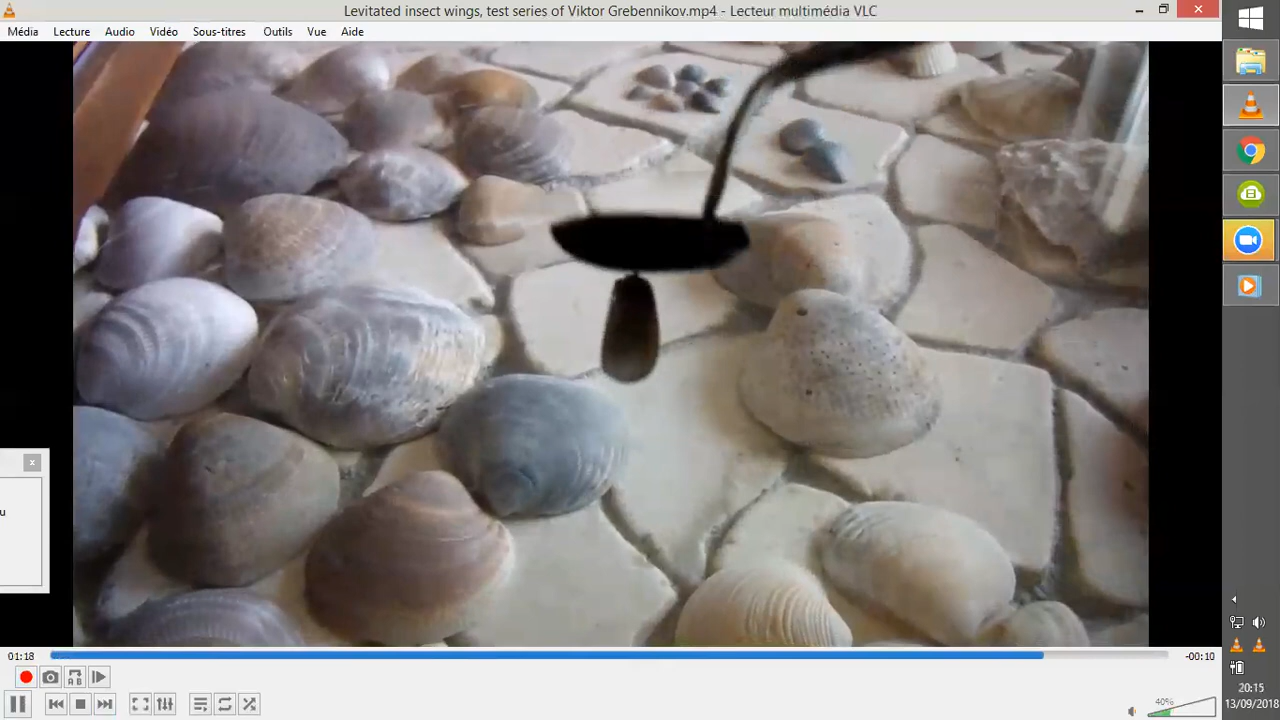 Levitated insect wings, test series of Viktor Grebennikov.mp4 - Lecteur multimédia VLC
Média Lecture Audio Vidéo Sous-titres Outils Vue Aide
u
01:18
-00:10
A B
40%
20:15
13/09/2018